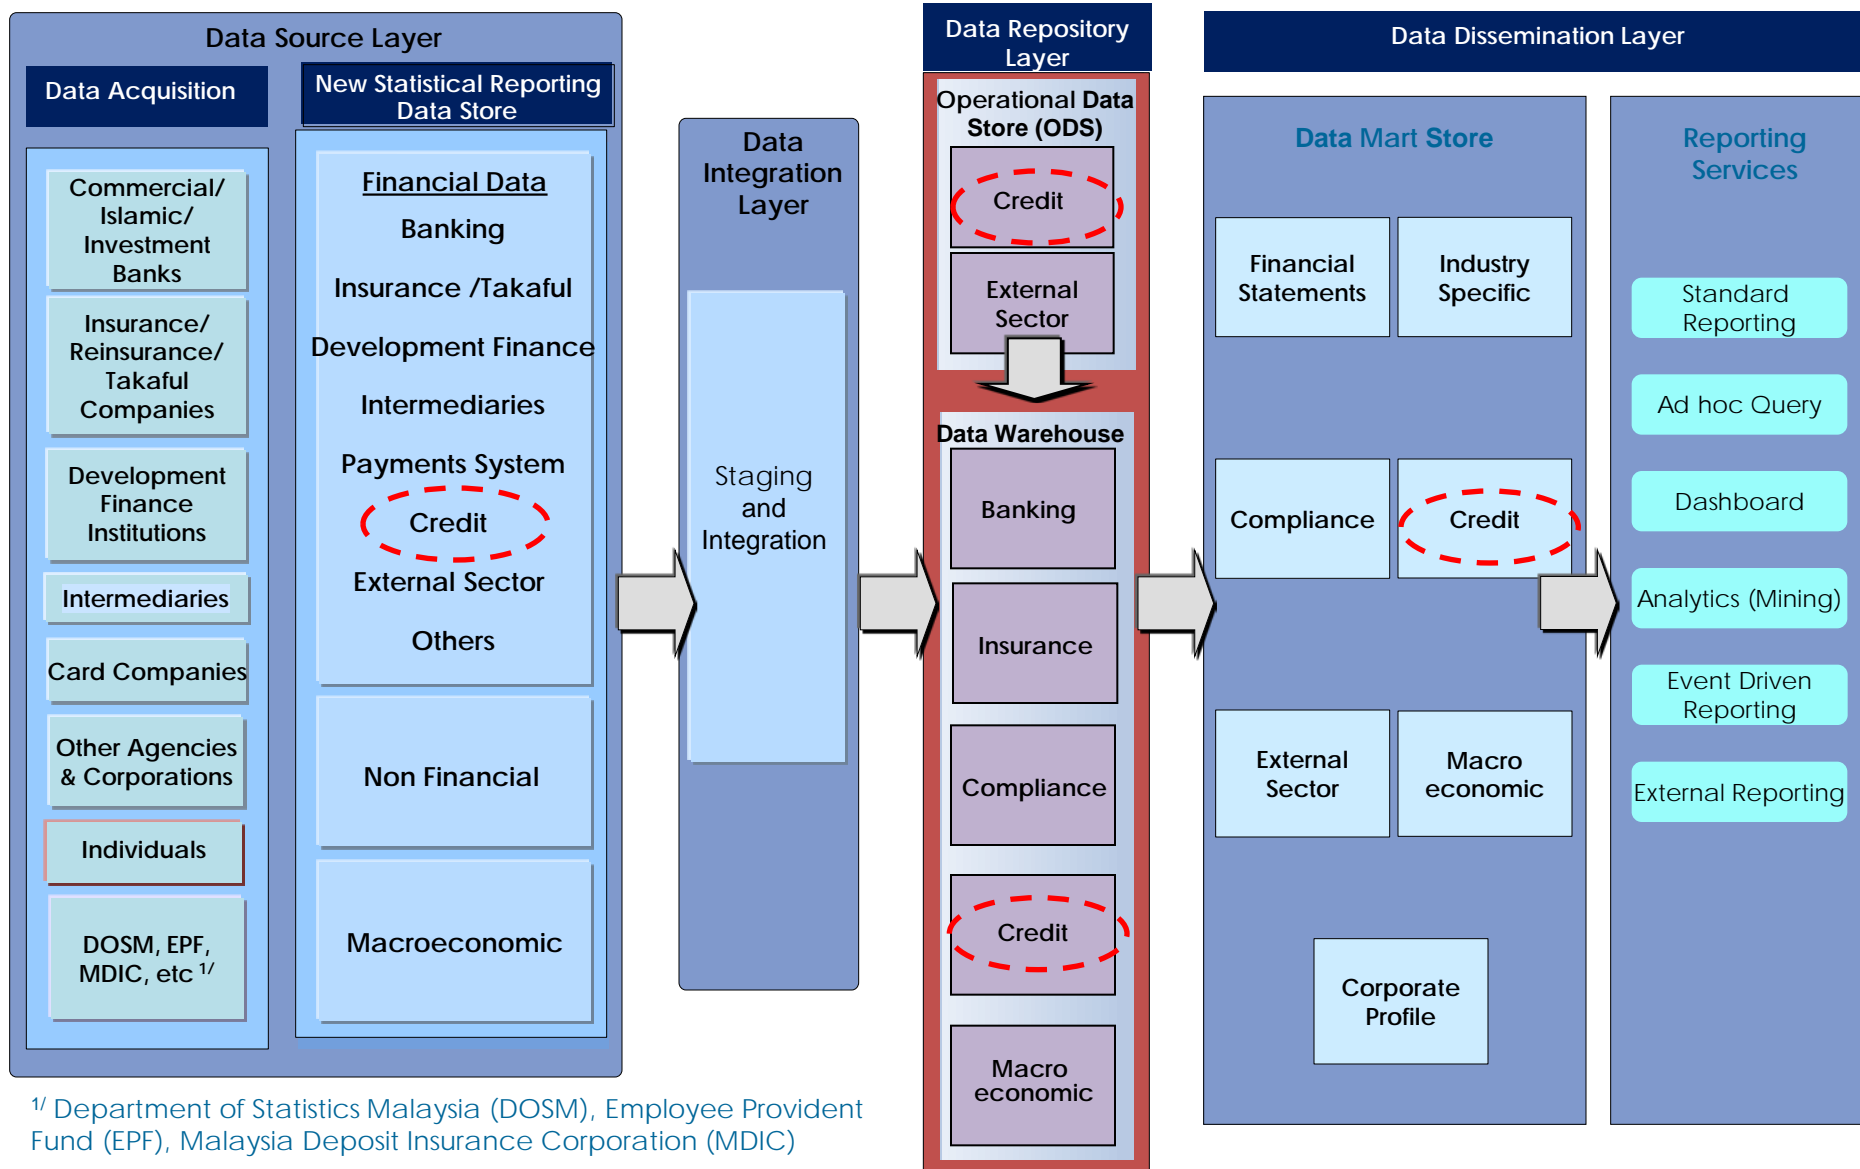 Data Source Layer
Data Acquisition
Commercial/
Islamic/
Investment
Banks
Insurance/
Reinsurance/
Takaful
Companies
Development
Finance
Institutions
Intermediaries
Card Companies
Other Agencies
& Corporations
Individuals
DOSM, EPF,
MDIC, etc 1/
New Statistical Reporting
Data Store
Financial Data
Banking
Insurance /Takaful
Development Finance
Intermediaries
Payments System
Credit
External Sector
Others
Non Financial
Macroeconomic
Data
Integration
Layer
Staging
and
Integration
Data Repository
Layer
Operational Data
Store (ODS)
Credit
External
Sector
Data Warehouse
Banking
Insurance
Compliance
Credit
Macro
economic
Data Dissemination Layer
Data Mart Store
Financial
Statements
Industry
Specific
Compliance
Credit
External
Sector
Macro
economic
Corporate
Profile
Reporting
Services
Standard
Reporting
Ad hoc Query
Dashboard
Analytics (Mining)
Event Driven
Reporting
External Reporting
1/ Department of Statistics Malaysia (DOSM), Employee Provident
Fund (EPF), Malaysia Deposit Insurance Corporation (MDIC)